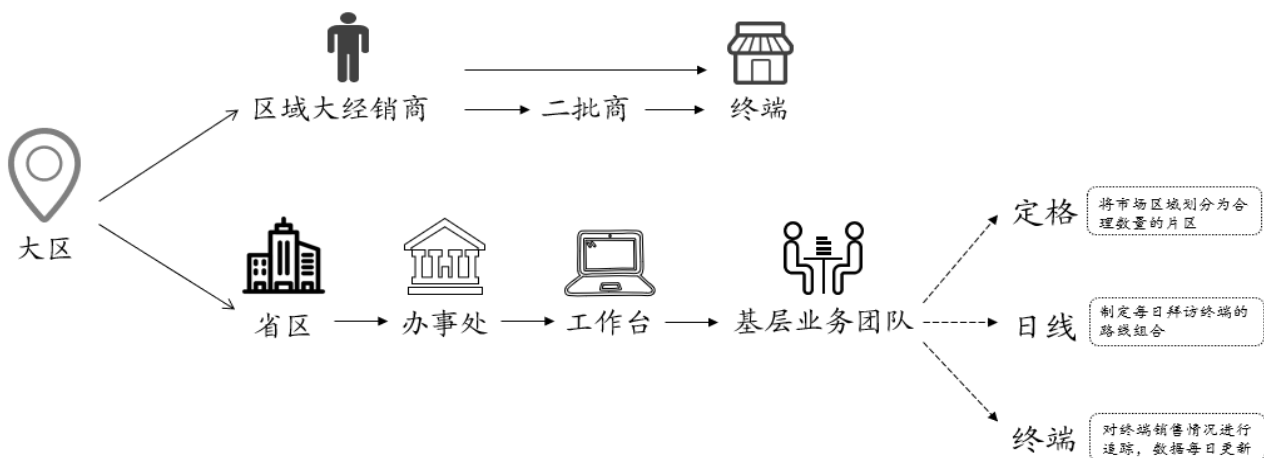 区域大经销商
二批商
终端
大区
省区
办事处
工作台
基层业务团队
定格
将市场区域划分为合
理数量的片区
日线
制定每日拜访终端的
路线组合
终端
对终端销售情况进行
追踪，数据每日更新